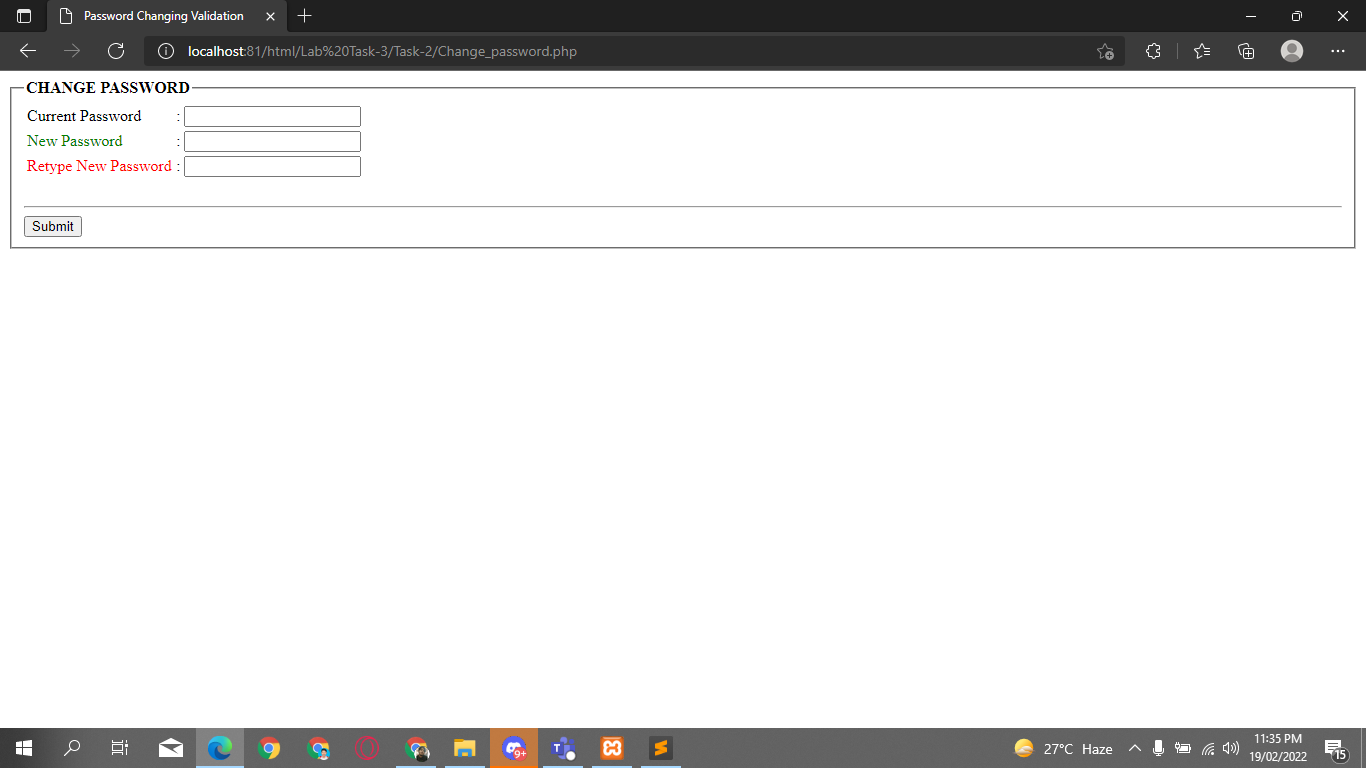 Password Changing Validation
localhost:81/html/Lab%20Task-3/Task-2/Change_password.php
CHANGE PASSWORD
Current Password :
New Password :
Retype New Password :
Submit
9+
27°C Haze
11:35 PM
19/02/2022
15